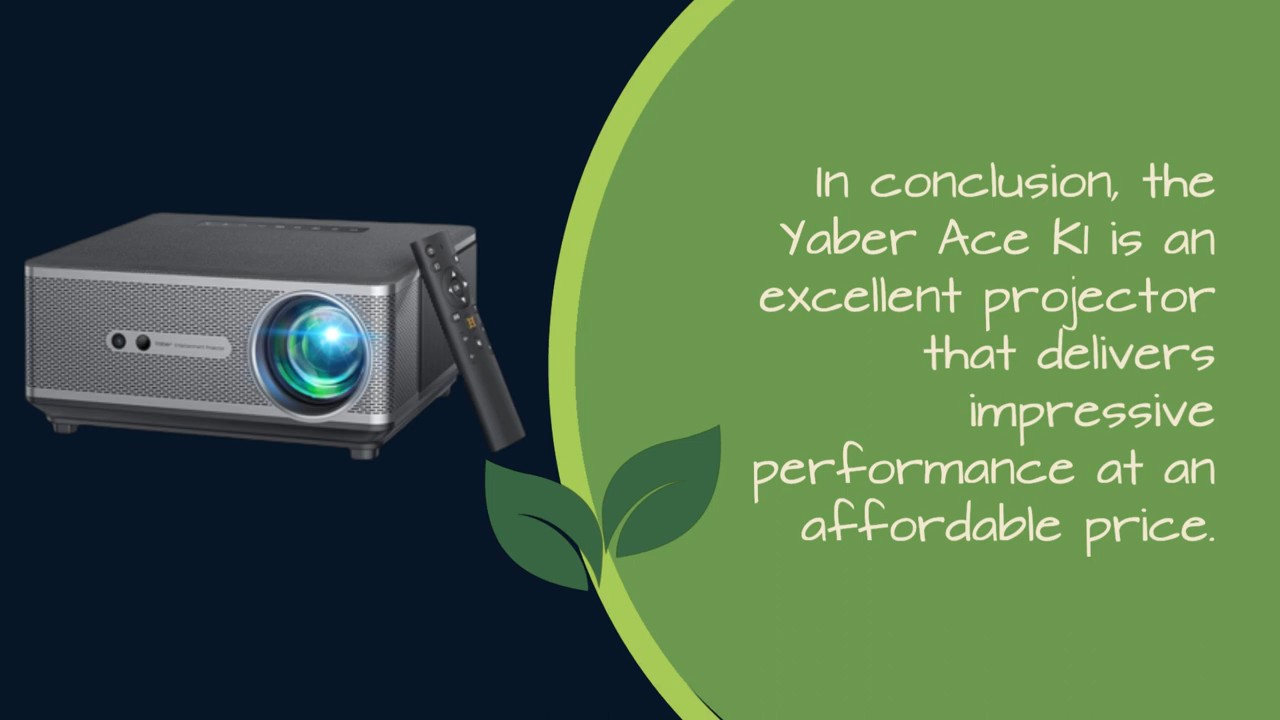 In conclusion, the
Yaber Ace K1 is an
excellent projector
that delivers
impressive
performance at an
affordable price.